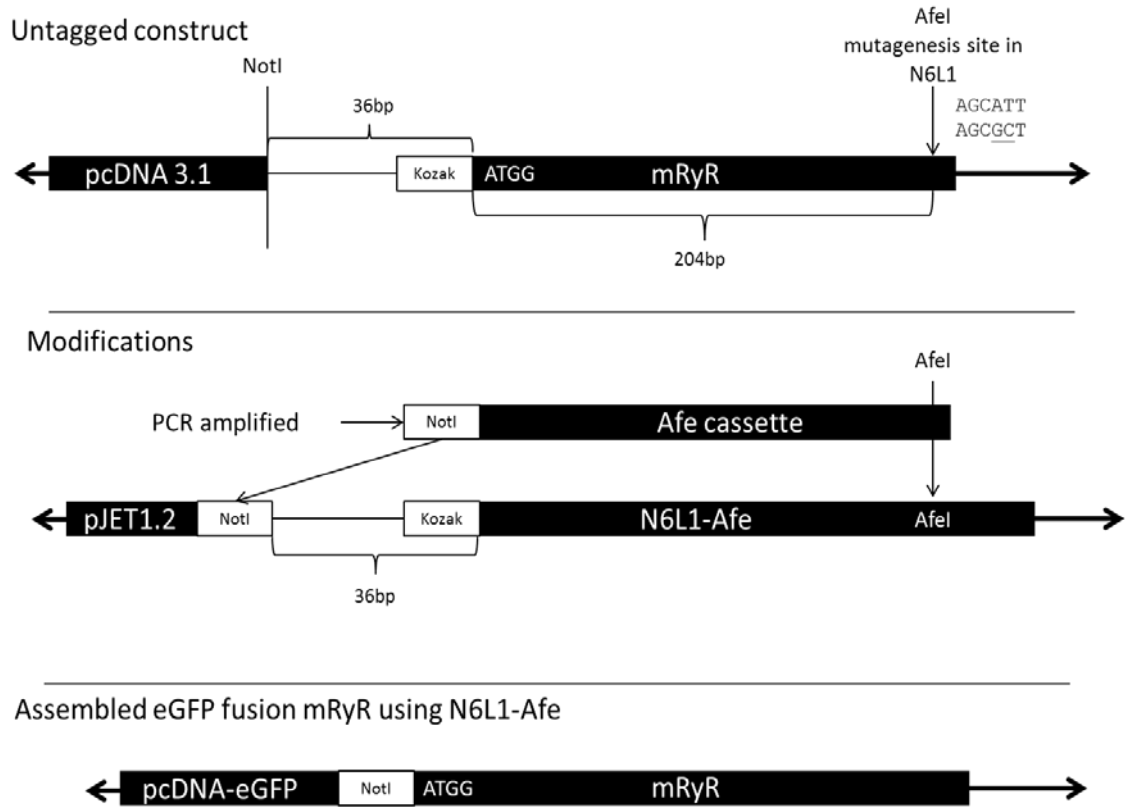 Untagged construct
AfeI
mutagenesis site in
N6L1
NotI
36bp
AGCATT
AGCGCT
pcDNA 3.1
Kozak
ATGG
mRyR
204bp
Modifications
AfeI
PCR amplified
NotI
Afe cassette
pJET1.2
NotI
Kozak
N6L1-Afe
AfeI
36bp
Assembled eGFP fusion mRyR using N6L1-Afe
pcDNA-eGFP
NotI
ATGG
mRyR